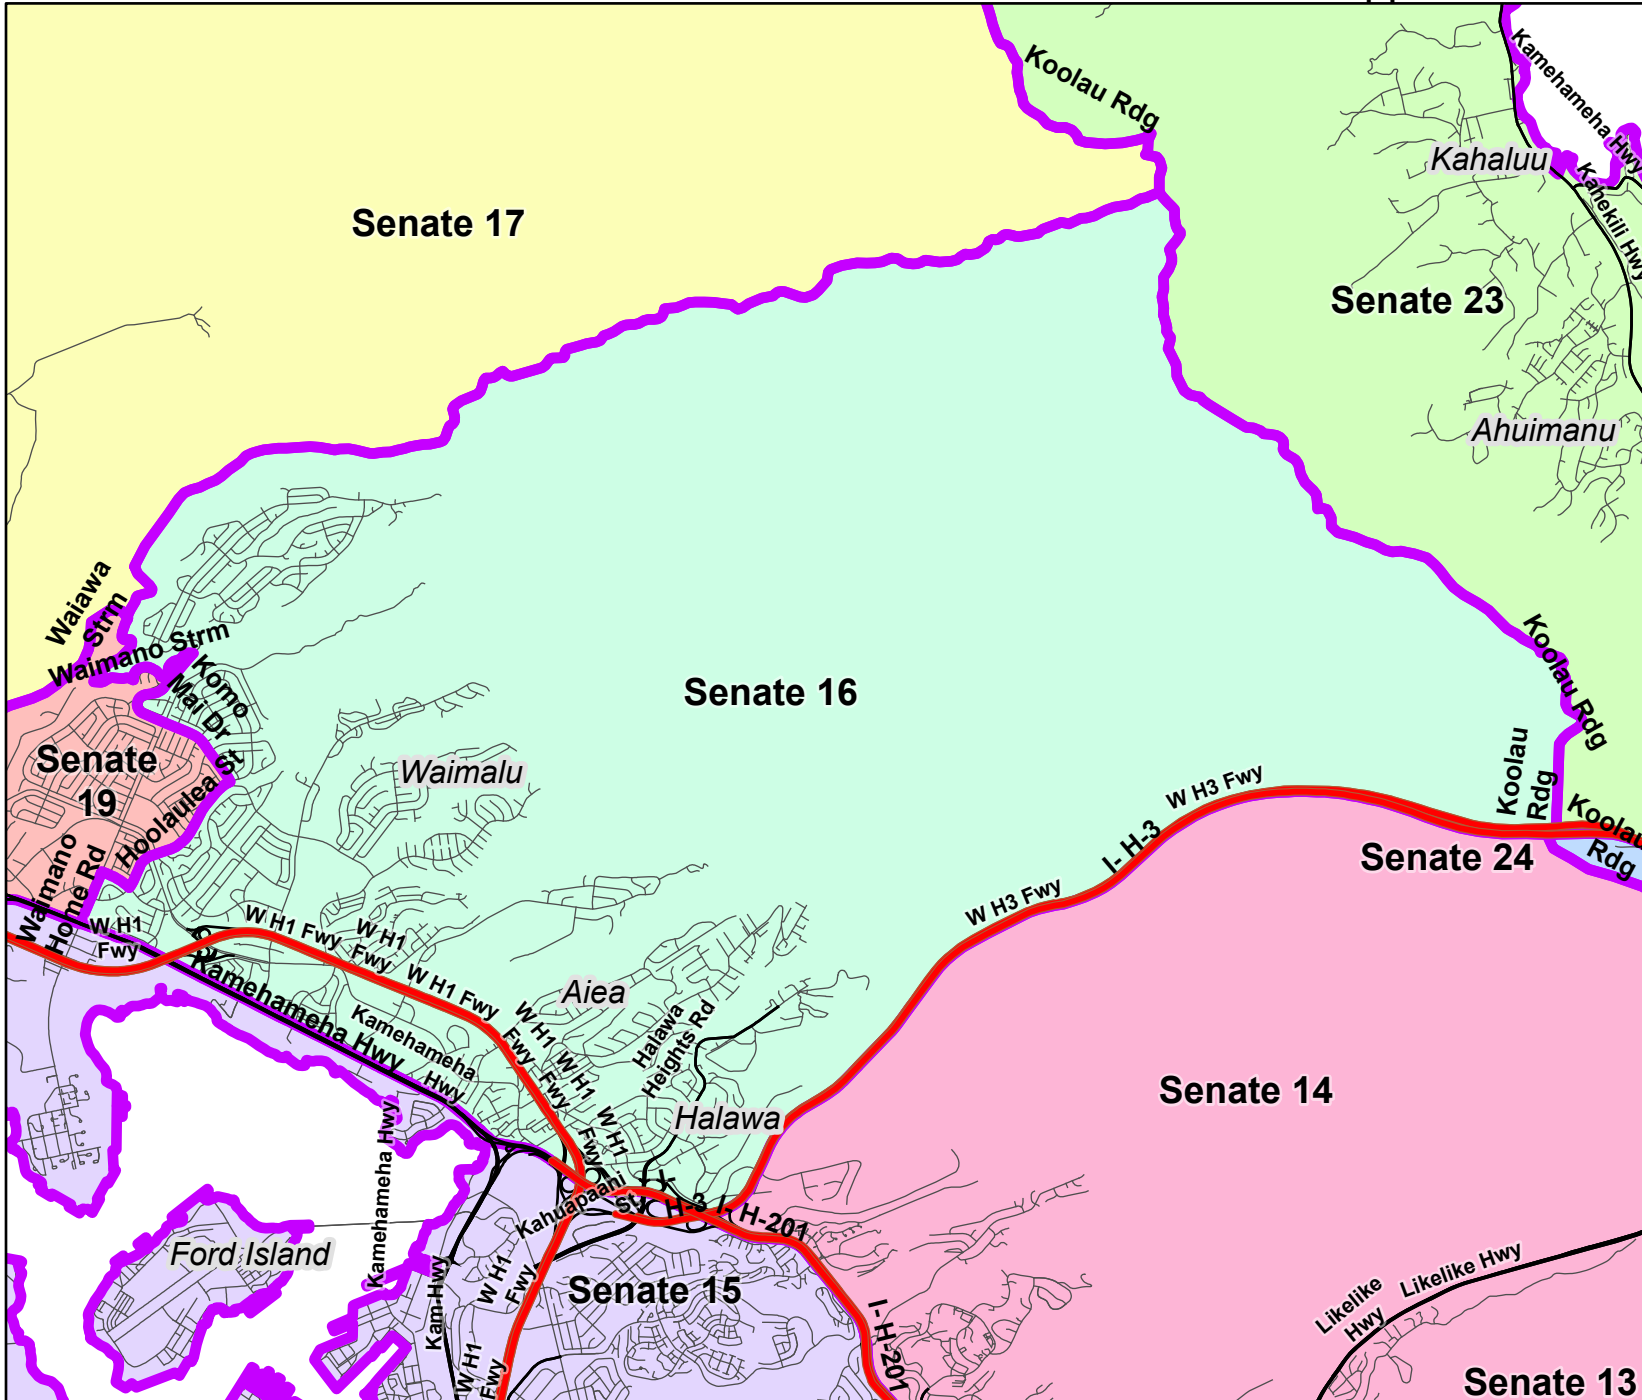 Koolau Rdg
Kamehameha Hwy
Kahaluu
Kahekili Hwy
Senate 17
Senate 23
Ahuimanu
Waiawa
Strm
Waimano Strm
Komo
Mai Dr
Koolau Rdg
Senate 16
Senate
19
Waimalu
Hoolaulea St
Koolau
Rdg
W H3 Fwy
I- H-3
Koolau
Rdg
Senate 24
Waimano
Home Rd
W H3 Fwy
W H1
Fwy
W H1 Fwy
W H1
Fwy
W H1 Fwy
Kamehameha Hwy
Kamehameha
Hwy
Aiea
W H1
Fwy
W H1
Fwy
Halawa
Heights Rd
Senate 14
Halawa
W H1
Fwy
Kamehameha Hwy
Kahuapaani
St
I-
H-3
I- H-201
Ford Island
Kam Hwy
W H1
Fwy
Senate 15
Likelike Hwy
Likelike
Hwy
I- H-201
W H1
Fwy
Senate 13